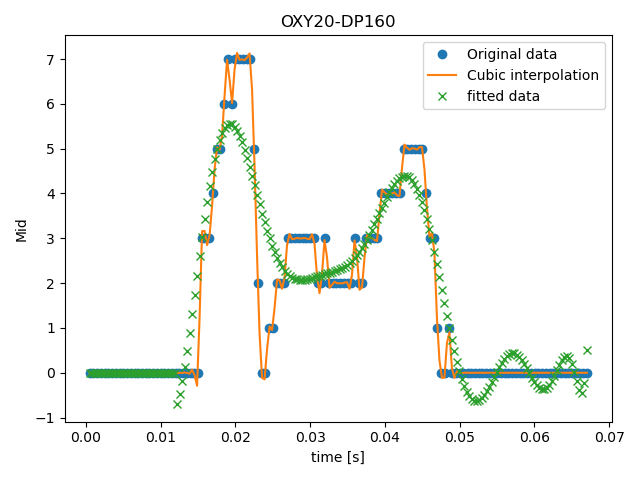 OXY20-DP160
Original data
Cubic interpolation
fitted data
7
6
5
4
3
2
1
0
−1
Mid
0.00 0.01 0.02 0.03 0.04 0.05 0.06 0.07
time [s]